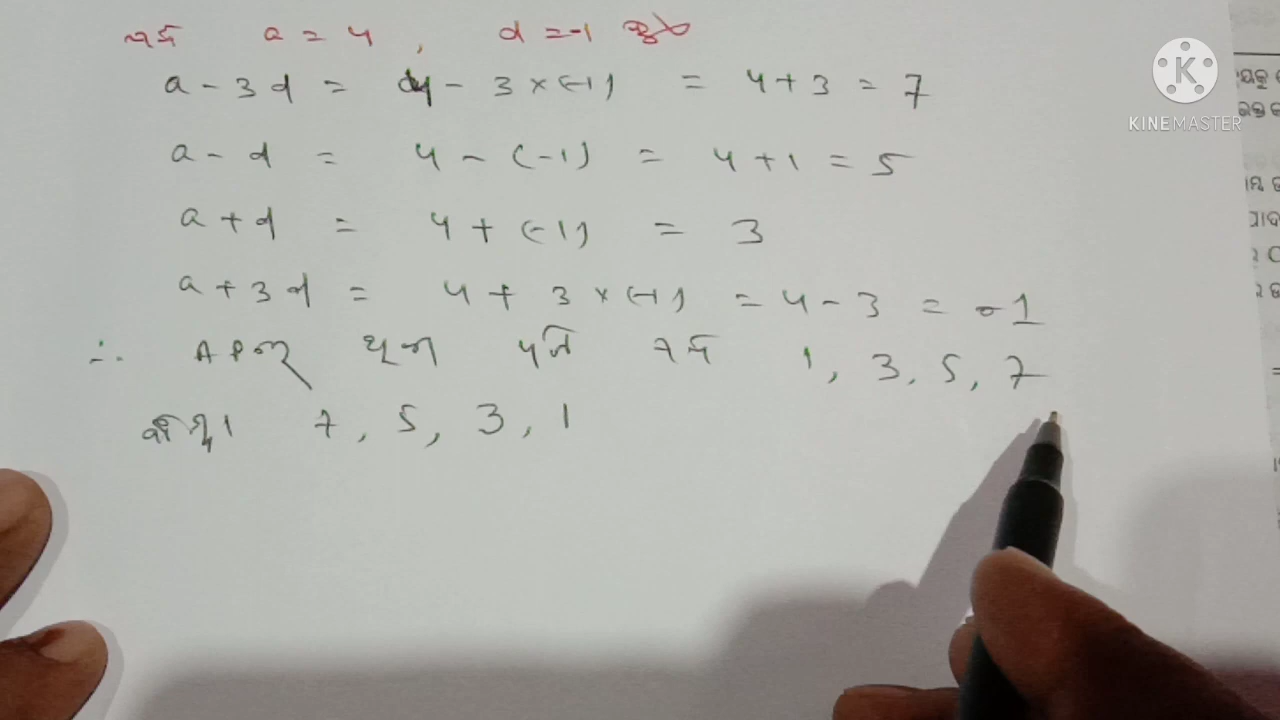 ଯଦି a = 4 , d = -1 ହୁଏ
a - 3d = 4 - 3 × (-1) = 4 + 3 = 7
a - d = 4 - (-1) = 4 + 1 = 5
a + d = 4 + (-1) = 3
a + 3d = 4 + 3 × (-1) = 4 - 3 = 1
∴ APରେ ଥିବା ପଦ 1, 3, 5, 7
କିମ୍ବା 7, 5, 3, 1
KINEMASTER